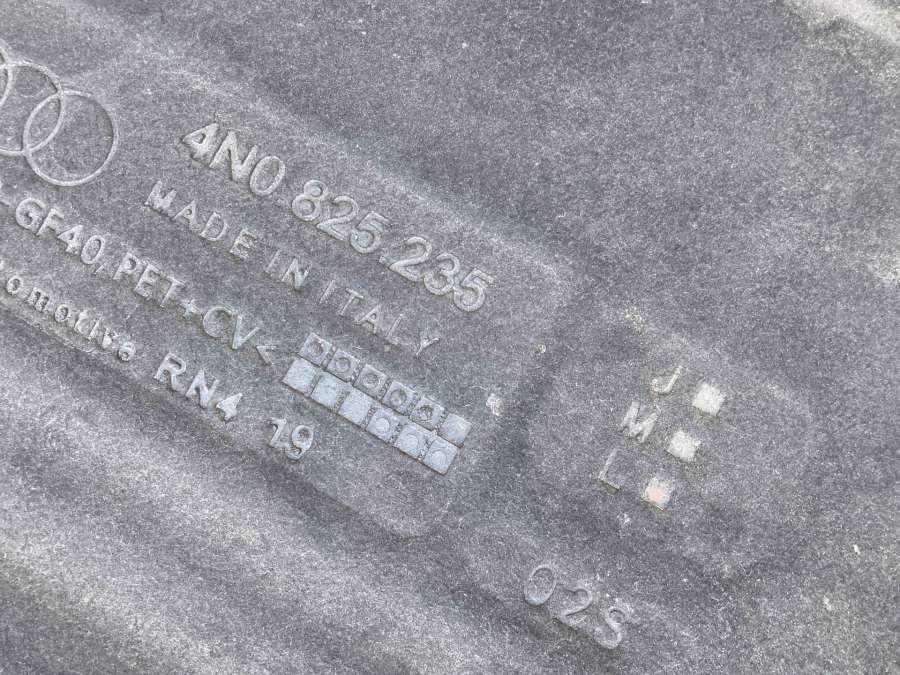 4N0.825.235
MADE IN ITALY
-GF40,PET+CV<
omotive RN4 19
J
M
L
02S